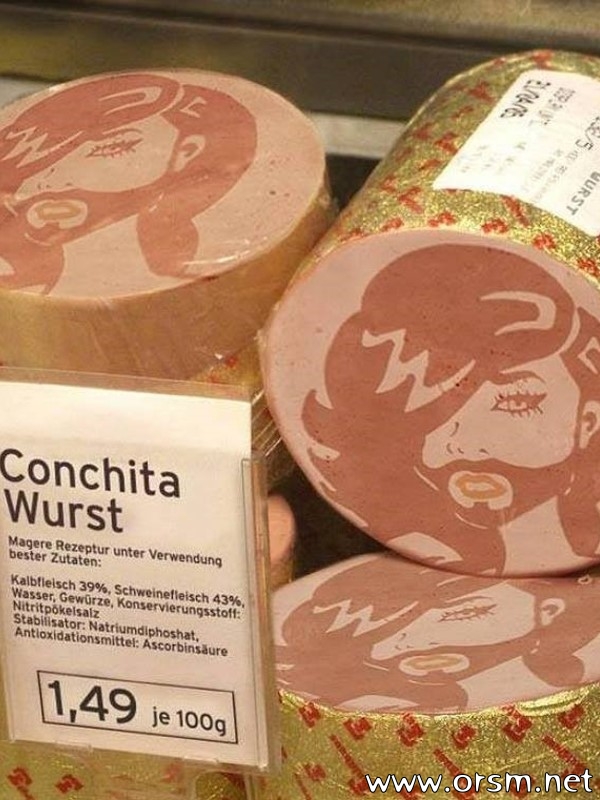 Conchita
Wurst
Magere Rezeptur unter Verwendung
bester Zutaten:
Kalbfleisch 39%, Schweinefleisch 43%,
Wasser, Gewürze, Konservierungsstoff:
Nitritpökelsalz
Stabilisator: Natriumdiphoshat,
Antioxidationsmittel: Ascorbinsäure
1,49 je 100g
WURST
www.orsm.net